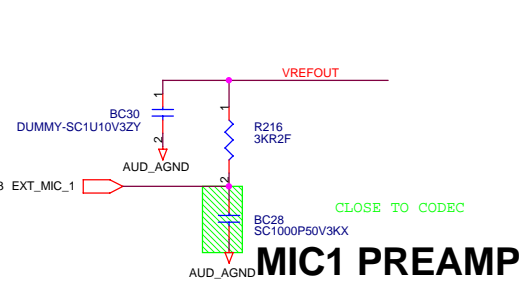 VREFOUT
1
BC30
DUMMY-SC1U10V3ZY
2
AUD_AGND
1
R216
3KR2F
2
EXT_MIC_1
CLOSE TO CODEC
BC28
SC1000P50V3KX
AUD_AGND
MIC1 PREAMP